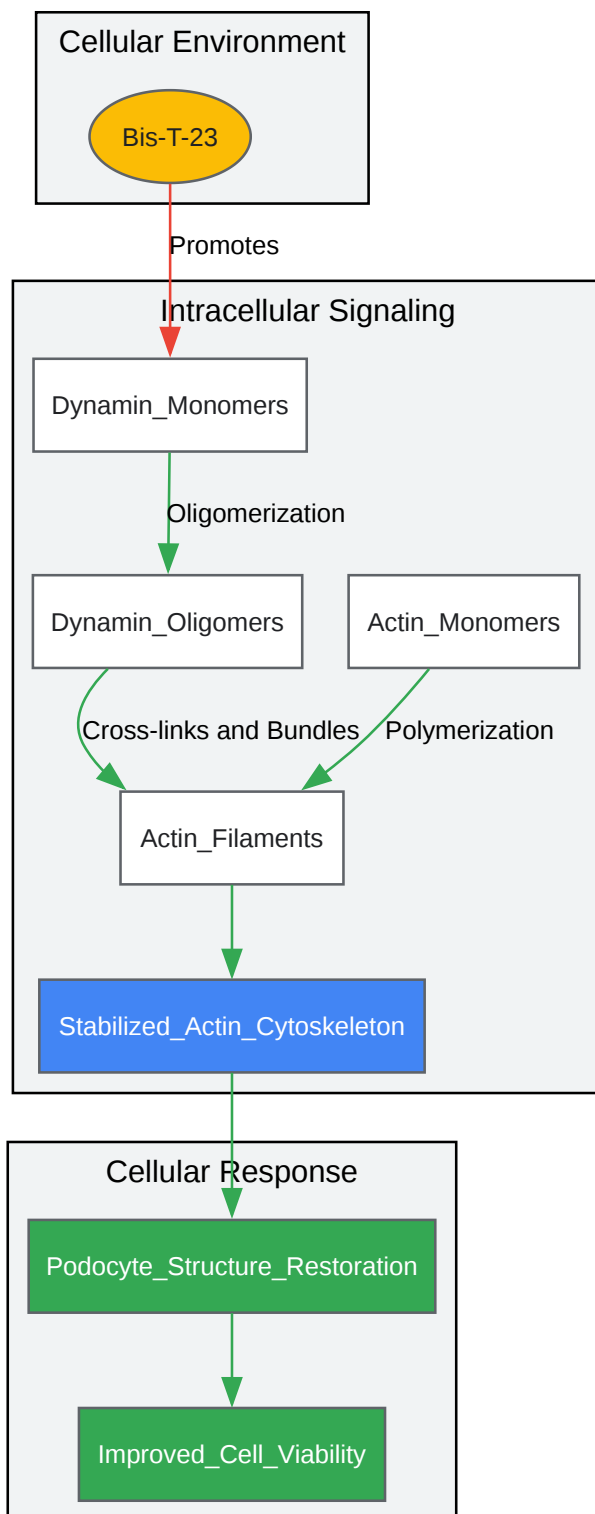 Cellular Environment
Bis-T-23
Promotes
Intracellular Signaling
Dynamin_Monomers
Oligomerization
Dynamin_Oligomers
Actin_Monomers
Cross-links and Bundles
Polymerization
Actin_Filaments
Stabilized_Actin_Cytoskeleton
Cellular Response
Podocyte_Structure_Restoration
Improved_Cell_Viability